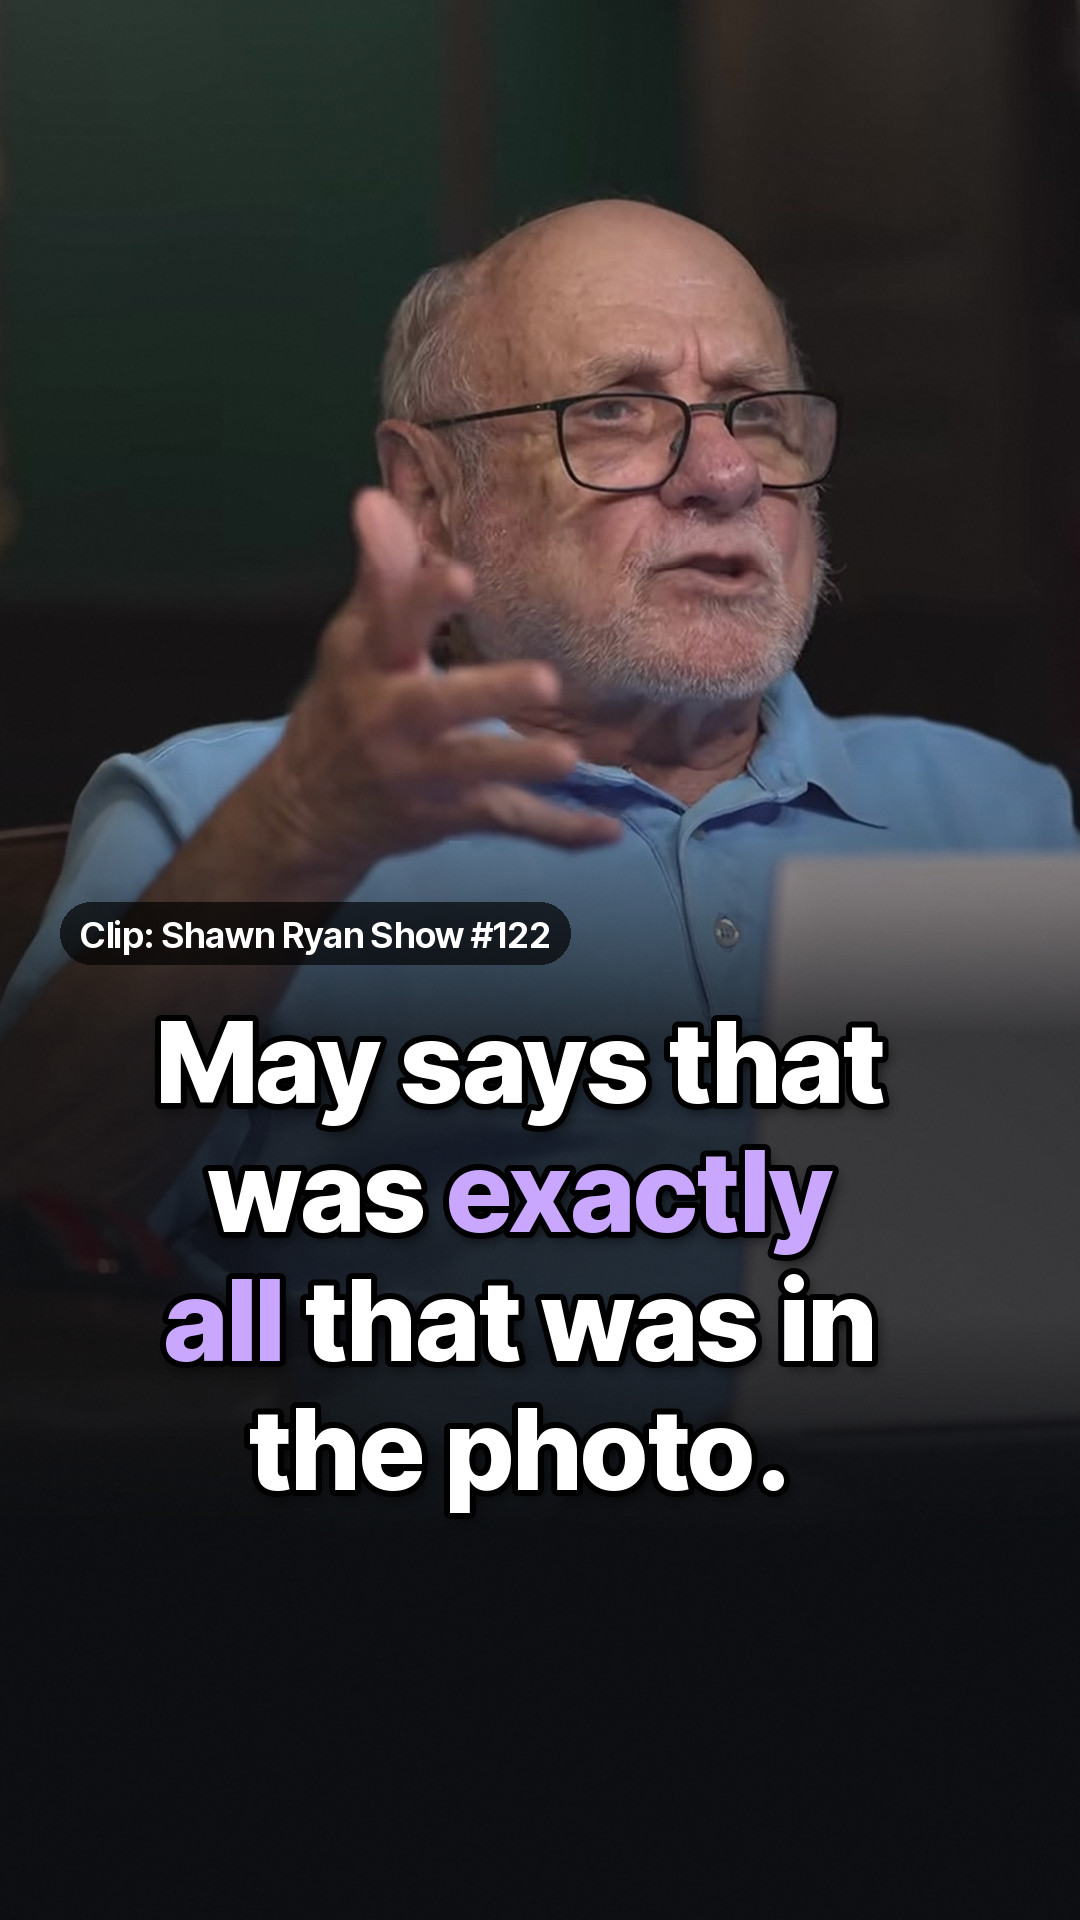 Clip: Shawn Ryan Show #122
May says that
was exactly
all that was in
the photo.